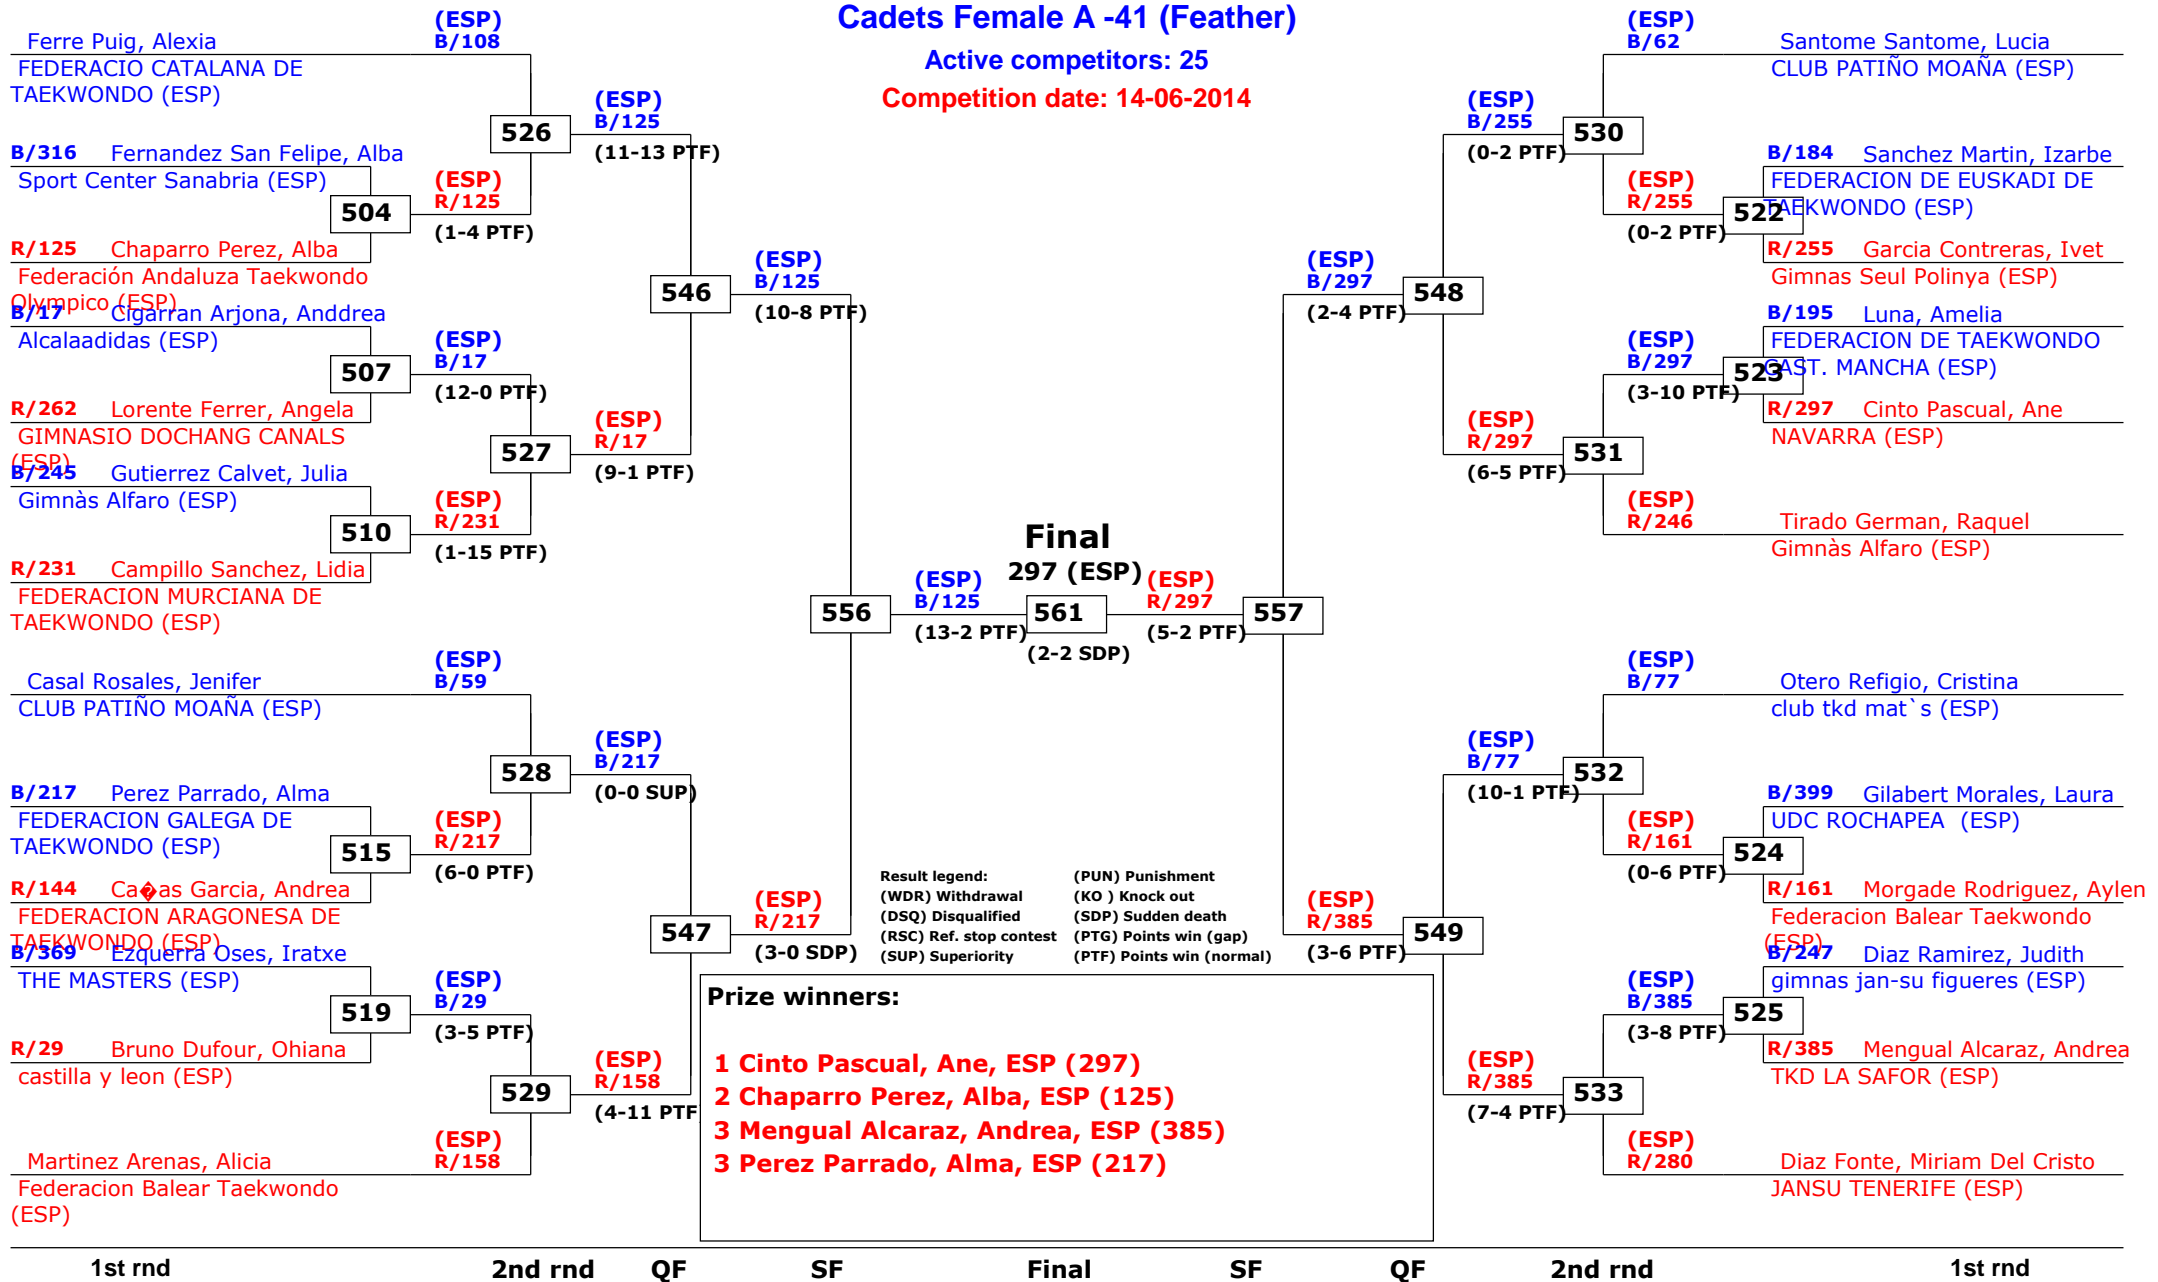 Cadets Female A -41 (Feather)
Active competitors: 25
Competition date: 14-06-2014
Ferre Puig, Alexia
FEDERACIO CATALANA DE
TAEKWONDO (ESP)
(ESP)
B/108
B/316 Fernandez San Felipe, Alba
Sport Center Sanabria (ESP)
504
R/125 Chaparro Perez, Alba
Federación Andaluza Taekwondo
Olympico (ESP)
(ESP)
R/125
(1-4 PTF)
526
(ESP)
B/125
(11-13 PTF)
B/17 Cigarran Arjona, Anddrea
Alcalaadidas (ESP)
507
R/262 Lorente Ferrer, Angela
GIMNASIO DOCHANG CANALS
(ESP)
(ESP)
B/17
(12-0 PTF)
B/245 Gutierrez Calvet, Julia
Gimnàs Alfaro (ESP)
510
R/231 Campillo Sanchez, Lidia
FEDERACION MURCIANA DE
TAEKWONDO (ESP)
(ESP)
R/231
(1-15 PTF)
527
(ESP)
R/17
(9-1 PTF)
546
(ESP)
B/125
(10-8 PTF)
Casal Rosales, Jenifer
CLUB PATIÑO MOAÑA (ESP)
(ESP)
B/59
B/217 Perez Parrado, Alma
FEDERACION GALEGA DE
TAEKWONDO (ESP)
515
R/144 Ca�as Garcia, Andrea
FEDERACION ARAGONESA DE
TAEKWONDO (ESP)
(ESP)
R/217
(6-0 PTF)
528
(ESP)
B/217
(0-0 SUP)
B/369 Ezquerra Oses, Iratxe
THE MASTERS (ESP)
519
R/29 Bruno Dufour, Ohiana
castilla y leon (ESP)
(ESP)
B/29
(3-5 PTF)
Martinez Arenas, Alicia
Federacion Balear Taekwondo
(ESP)
(ESP)
R/158
529
(ESP)
R/158
(4-11 PTF
547
(ESP)
R/217
(3-0 SDP)
556
(ESP)
B/125
(13-2 PTF)
Final
297 (ESP)
561
(2-2 SDP)
(ESP)
R/297
(5-2 PTF)
557
(ESP)
B/62
Santome Santome, Lucia
CLUB PATIÑO MOAÑA (ESP)
(ESP)
B/255
(0-2 PTF)
530
B/184 Sanchez Martin, Izarbe
FEDERACION DE EUSKADI DE
TAEKWONDO (ESP)
(ESP)
R/255
(0-2 PTF)
522
R/255 Garcia Contreras, Ivet
Gimnas Seul Polinya (ESP)
(ESP)
B/297
(2-4 PTF)
548
B/195 Luna, Amelia
FEDERACION DE TAEKWONDO
CAST. MANCHA (ESP)
(ESP)
B/297
(3-10 PTF)
523
R/297 Cinto Pascual, Ane
NAVARRA (ESP)
(ESP)
R/297
(6-5 PTF)
531
(ESP)
R/246
Tirado German, Raquel
Gimnàs Alfaro (ESP)
(ESP)
B/77
Otero Refigio, Cristina
club tkd mat`s (ESP)
(ESP)
B/77
(10-1 PTF)
532
B/399 Gilabert Morales, Laura
UDC ROCHAPEA (ESP)
(ESP)
R/161
(0-6 PTF)
524
R/161 Morgade Rodriguez, Aylen
Federacion Balear Taekwondo
(ESP)
(ESP)
R/385
(3-6 PTF)
549
B/247 Diaz Ramirez, Judith
gimnas jan-su figueres (ESP)
(ESP)
B/385
(3-8 PTF)
525
R/385 Mengual Alcaraz, Andrea
TKD LA SAFOR (ESP)
(ESP)
R/385
(7-4 PTF)
533
(ESP)
R/280
Diaz Fonte, Miriam Del Cristo
JANSU TENERIFE (ESP)
Result legend:
(WDR) Withdrawal
(DSQ) Disqualified
(RSC) Ref. stop contest
(SUP) Superiority
(PUN) Punishment
(KO ) Knock out
(SDP) Sudden death
(PTG) Points win (gap)
(PTF) Points win (normal)
Prize winners:
1 Cinto Pascual, Ane, ESP (297)
2 Chaparro Perez, Alba, ESP (125)
3 Mengual Alcaraz, Andrea, ESP (385)
3 Perez Parrado, Alma, ESP (217)
1st rnd 2nd rnd QF SF Final SF QF 2nd rnd 1st rnd